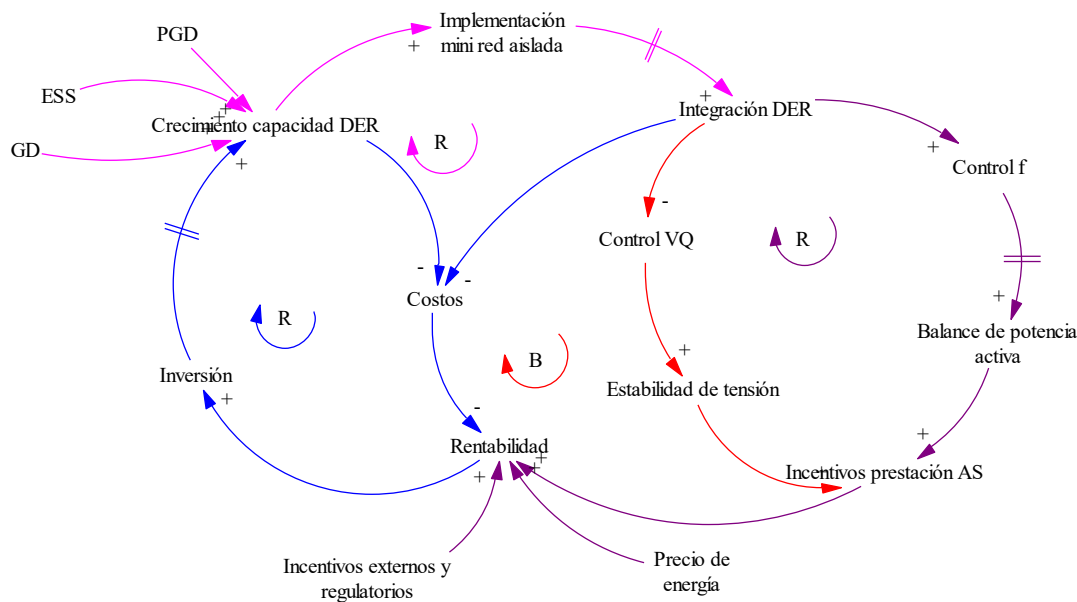 PGD
Implementación
mini red aislada
+
ESS
+
+
+
Crecimiento capacidad DER
+
Integración DER
GD
R
+
Control f
+
-
Control VQ
R
-
-
Costos
+
R
Balance de potencia
activa
B
+
Inversión
+
Estabilidad de tensión
-
+
Rentabilidad
+
+
+
Incentivos prestación AS
+
Incentivos externos y
regulatorios
Precio de
energía